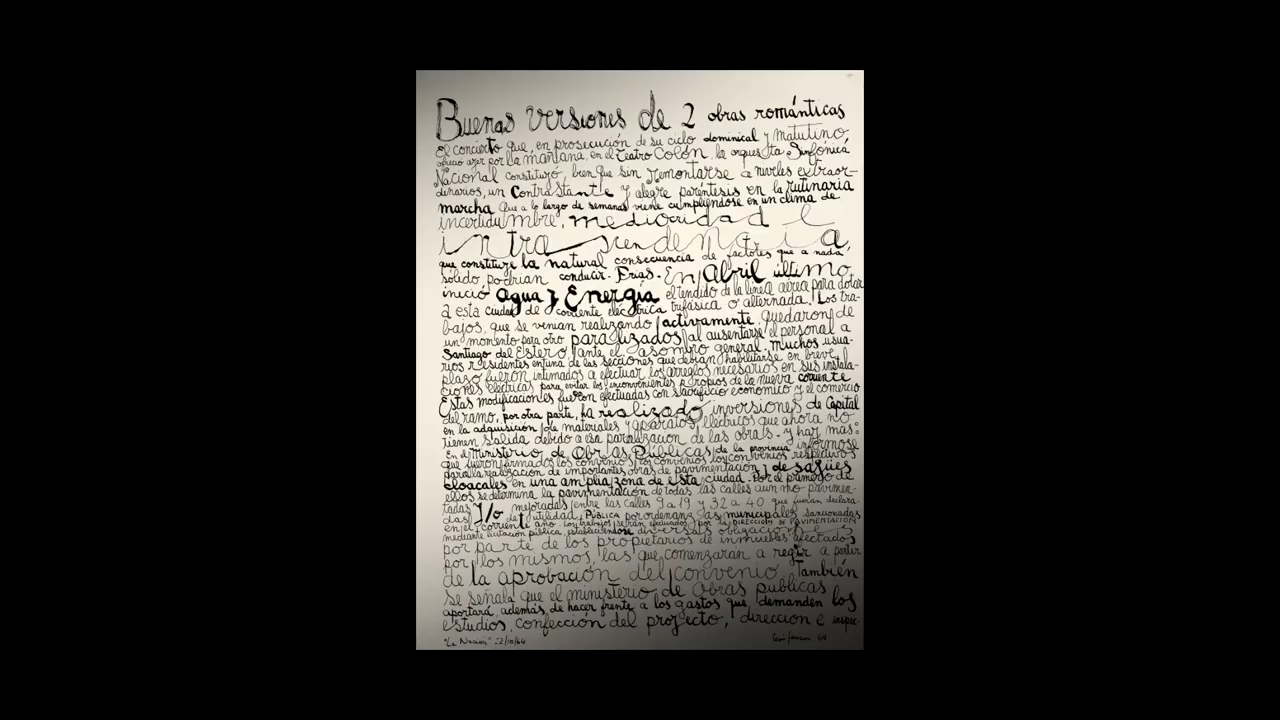 Buenas versiones de 2 obras románticas
El concierto que, en prosecución de su ciclo dominical y matutino
ofreció ayer por la mañana, en el Teatro Colón, la orquesta Sinfónica
Nacional constituyó, bien que sin remontarse a niveles extraor-
dinarios, un contrastante y alegre paréntesis en la rutinaria
marcha que a lo largo de semanas viene cumpliéndose en un clima de
incertidumbre, mediocridad e
intrascendencia,
que constituye la natural consecuencia de factores que a nada
sólido podrían conducir. Frías. En Abril último
inició agua y Energía el tendido de la línea aérea para dotar
a esta ciudad de corriente eléctrica trifásica o alternada. Los tra-
bajos, que se venían realizando activamente, quedaron de
un momento para otro paralizados al ausentarse el personal a
Santiago del Estero, ante el asombro general. Muchos usua-
rios residentes en una de las secciones que debían habilitarse en breve
plazo fueron intimados a efectuar los arreglos necesarios en sus instala-
ciones eléctricas para evitar los inconvenientes propios de la nueva corriente
Estas modificaciones fueron efectuadas con sacrificio económico y el comercio
del ramo, por otra parte, ha realizado inversiones de Capital
en la adquisición de materiales y aparatos eléctricos que ahora no
tienen salida debido a esa paralización de las obras. y hay más:
En el Ministerio de Obras Públicas de la provincia informóse
que fueron firmados los convenios y los convenios respectivos
para la realización de importantes obras de pavimentación y desagües
cloacales en una amplia zona de esta ciudad. Por el primero de
ellos se determina la pavimentación de todas las calles aún no pavimen-
tadas y/o mejoradas entre las calles 9 a 19 y 32 a 40 que fueran declara-
das de utilidad PÚBLICA por ordenanzas municipales sancionadas
en el corriente año. Los trabajos serán efectuados por la DIRECCIÓN DE PAVIMENTACIÓN
mediante licitación pública, estableciéndose diversas obligaciones
por parte de los propietarios de inmuebles afectados
por los mismos, las que comenzarán a regir a partir
de la aprobación del convenio. También
se señala que el ministerio de Obras públicas
aportará, además, de hacer frente a los gastos que demanden los
estudios, confección del proyecto, dirección e inspec-
"La Nación" 22/10/64
León Ferrari 64